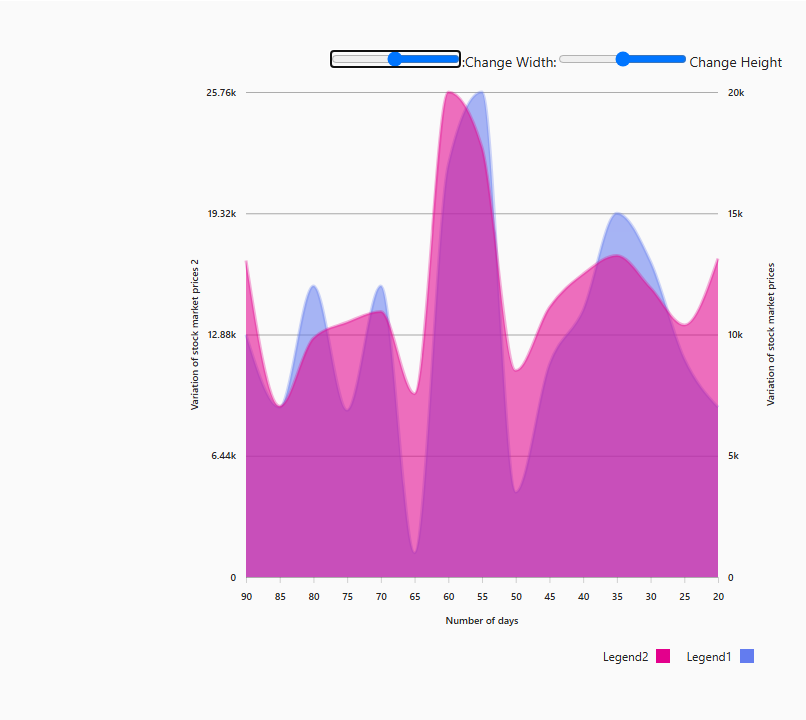 :Change Width: Change Height
25.76k 20k
19.32k 15k
12.88k 10k
6.44k 5k
0 0
Variation of stock market prices 2
Variation of stock market prices
90 85 80 75 70 65 60 55 50 45 40 35 30 25 20
Number of days
Legend2 Legend1